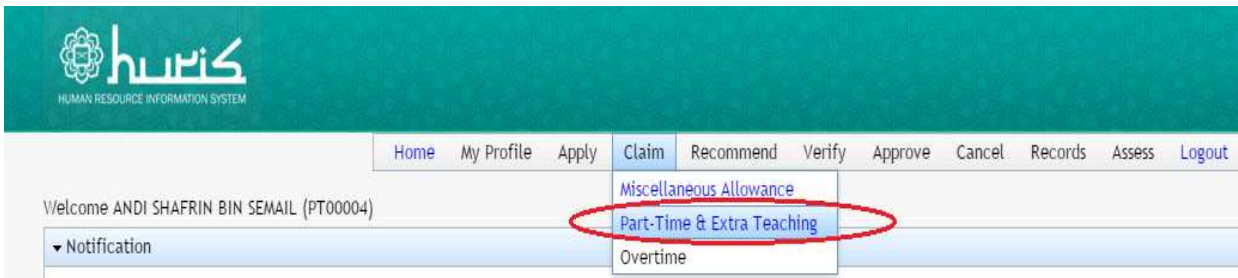 huris
HUMAN RESOURCE INFORMATION SYSTEM
Home My Profile Apply Claim Recommend Verify Approve Cancel Records Assess Logout
Miscellaneous Allowance
Welcome ANDI SHAFRIN BIN SEMAIL (PT00004)
Part-Time & Extra Teaching
Notification
Overtime